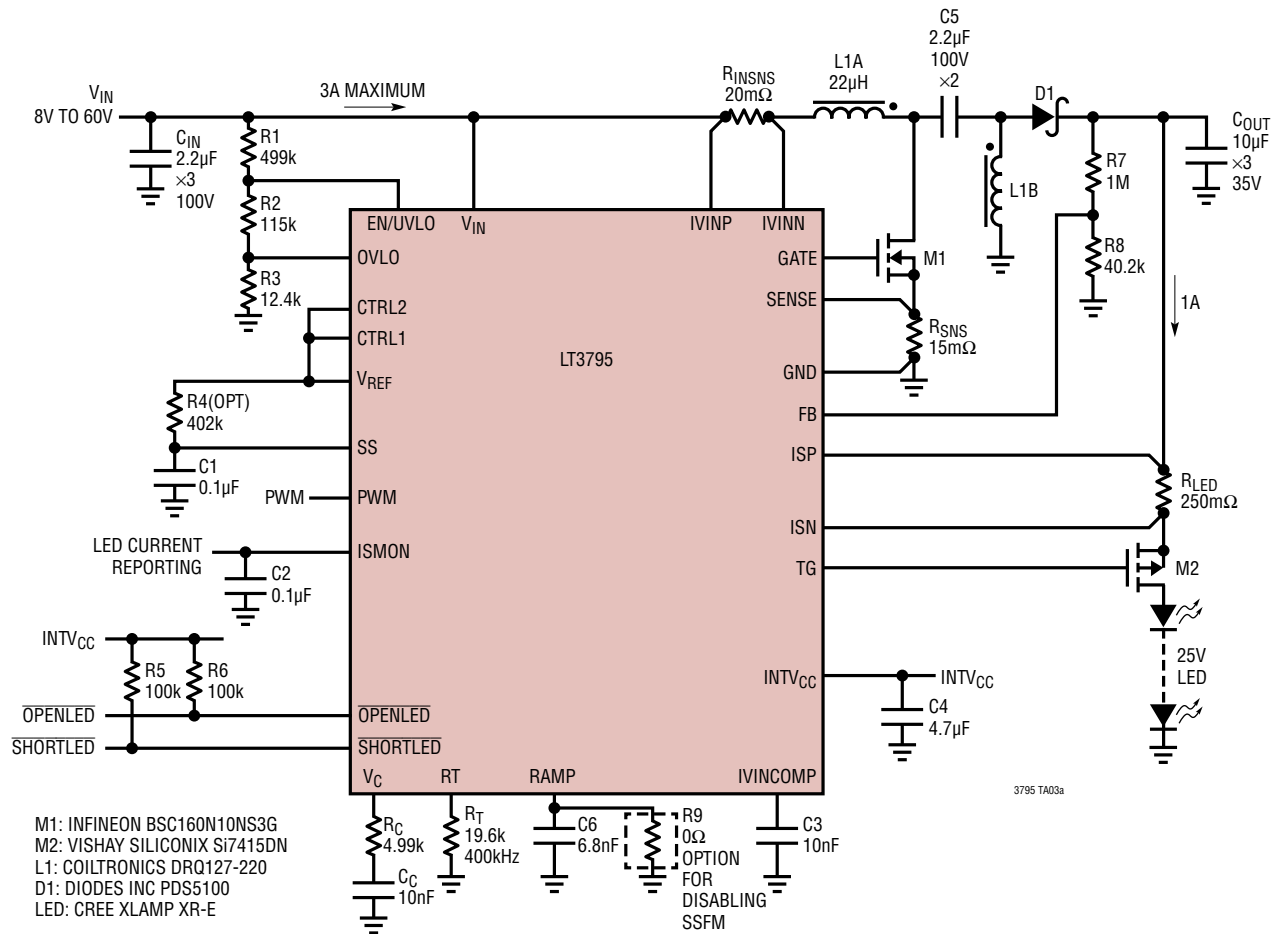 V_IN
8V TO 60V
3A MAXIMUM
C_IN
2.2µF
×3
100V
R1
499k
R2
115k
R3
12.4k
R_INSNS
20mΩ
L1A
22µH
C5
2.2µF
100V
×2
D1
L1B
R7
1M
R8
40.2k
C_OUT
10µF
×3
35V
1A
EN/UVLO
V_IN
IVINP
IVINN
OVLO
CTRL2
CTRL1
V_REF
SS
PWM
ISMON
OPENLED
SHORTLED
LT3795
GATE
SENSE
GND
FB
ISP
ISN
TG
INTV_CC
V_C
RT
RAMP
IVINCOMP
M1
R_SNS
15mΩ
R_LED
250mΩ
M2
25V
LED
R4(OPT)
402k
C1
0.1µF
PWM
LED CURRENT
REPORTING
C2
0.1µF
INTV_CC
R5
100k
R6
100k
OPENLED
SHORTLED
INTV_CC
C4
4.7µF
3795 TA03a
R_C
4.99k
C_C
10nF
R_T
19.6k
400kHz
C6
6.8nF
R9
0Ω
OPTION
FOR
DISABLING
SSFM
C3
10nF
M1: INFINEON BSC160N10NS3G
M2: VISHAY SILICONIX Si7415DN
L1: COILTRONICS DRQ127-220
D1: DIODES INC PDS5100
LED: CREE XLAMP XR-E